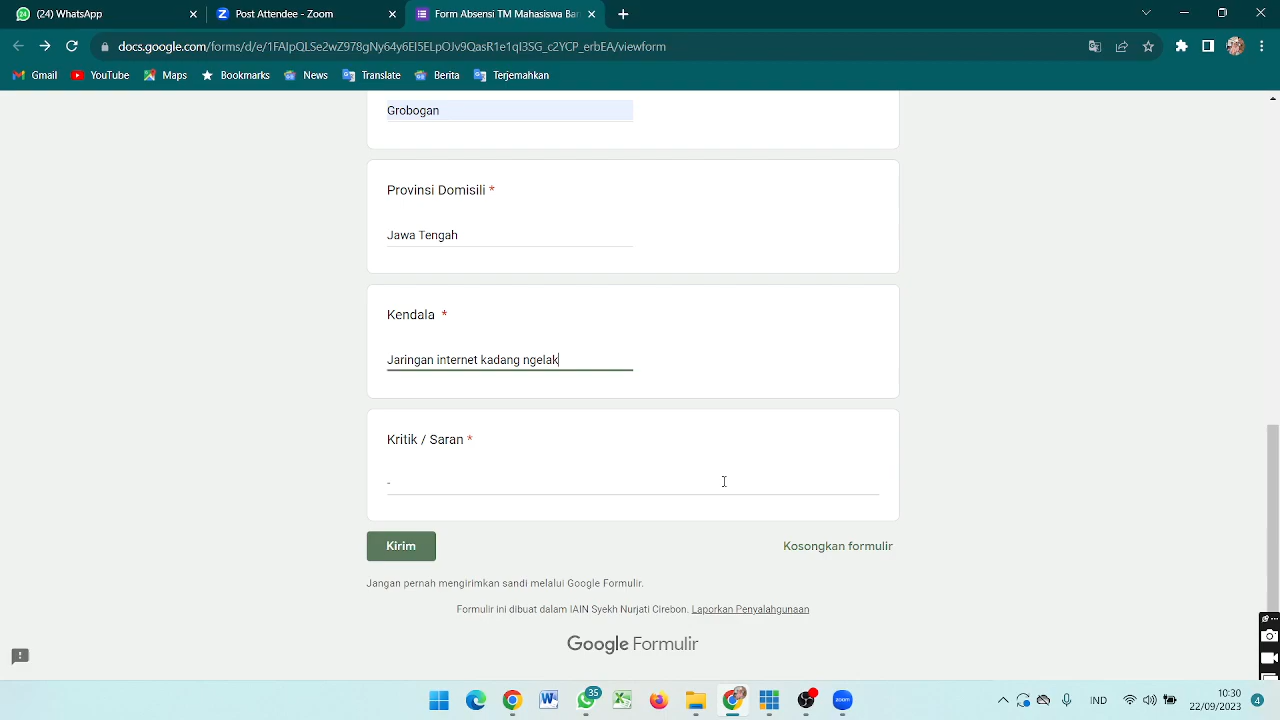 (24) WhatsApp
Post Attende - Zoom
Form Absensi TM Mahasiswa Bar
docs.google.com/forms/d/e/1FAIpQLSe2wZ978gNy64y6EI5ELpOJv9QasR1e1qI3SG_c2YCP_erbEA/viewform
Gmail YouTube Maps Bookmarks News Translate Berita Terjemahkan
Grobogan
Provinsi Domisili *
Jawa Tengah
Kendala *
Jaringan internet kadang ngelak
Kritik / Saran *
-
Kirim
Kosongkan formulir
Jangan pernah mengirimkan sandi melalui Google Formulir.
Formulir ini dibuat dalam IAIN Syekh Nurjati Cirebon. Laporkan Penyalahgunaan
Google Formulir
35
zoom
IND
10:30
22/09/2023
4